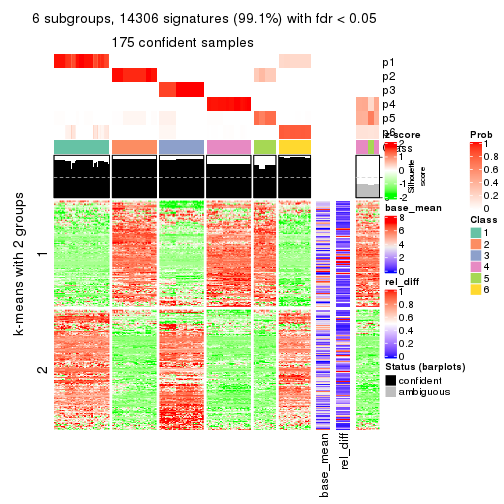 6 subgroups, 14306 signatures (99.1%) with fdr < 0.05
175 confident samples
p1
p2
p3
p4
p5
p6
Class
z-score
2
1
0
-1
-2
Silhouette
score
Prob
1
0.8
0.6
0.4
0.2
0
k-means with 2 groups
1
2
base_mean
8
6
4
2
0
Class
1
2
3
4
5
6
rel_diff
1
0.8
0.6
0.4
0.2
0
Status (barplots)
confident
ambiguous
base_mean
rel_diff